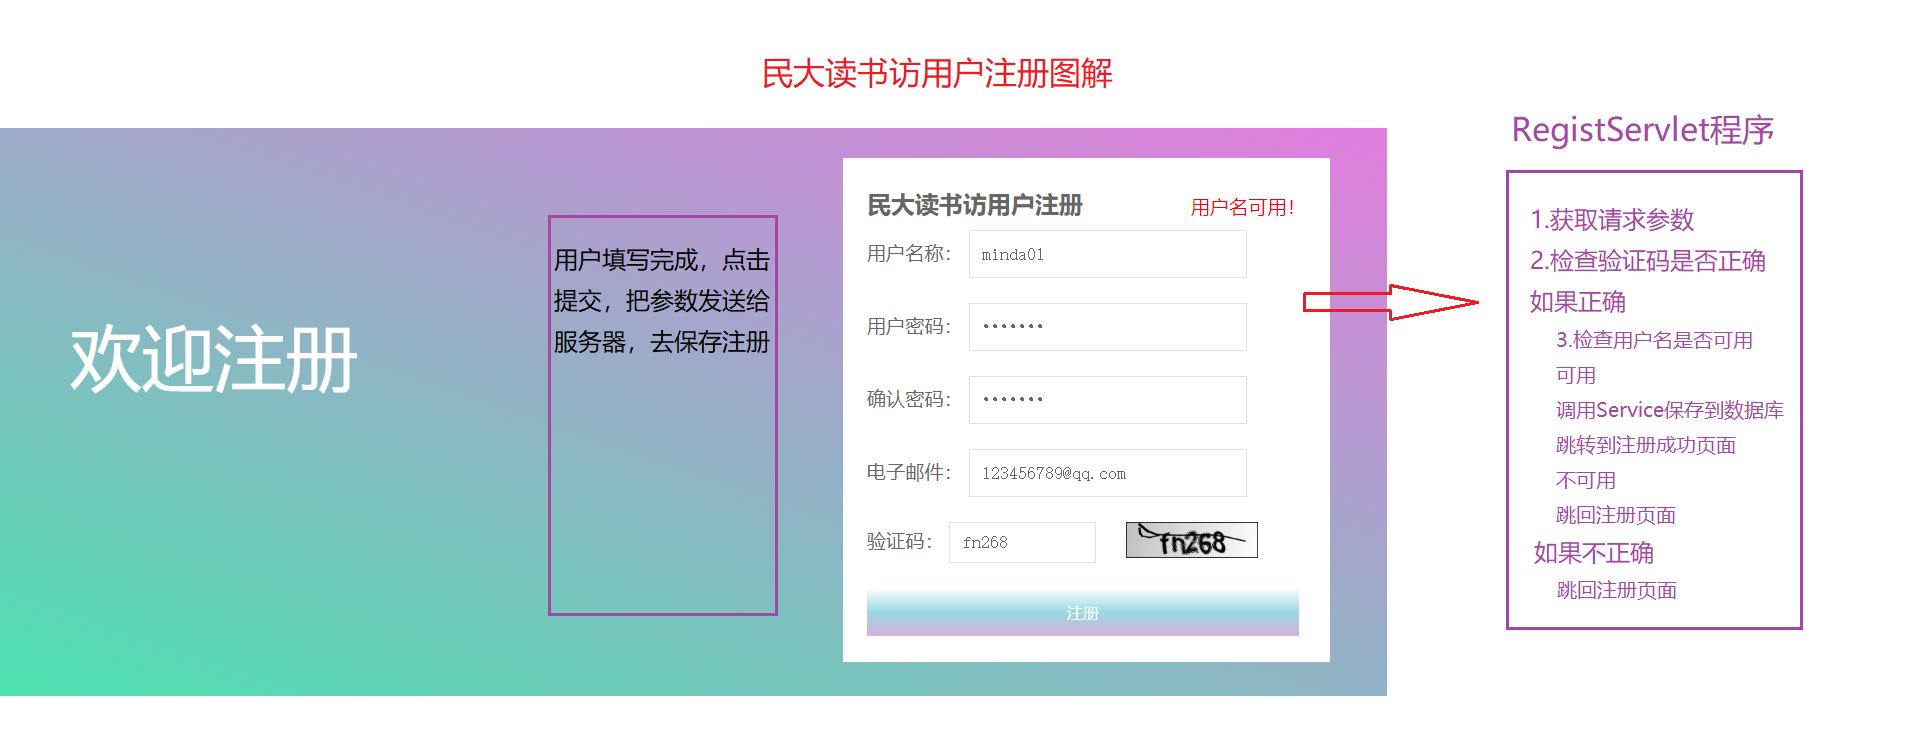 民大读书访用户注册图解
欢迎注册
用户填写完成，点击
提交，把参数发送给
服务器，去保存注册
民大读书访用户注册
用户名可用！
用户名称：
minda01
用户密码：
•••••••
确认密码：
•••••••
电子邮件：
123456789@qq.com
验证码：
fn268
fn268
注册
RegistServlet程序
1.获取请求参数
2.检查验证码是否正确
如果正确
3.检查用户名是否可用
可用
调用Service保存到数据库
跳转到注册成功页面
不可用
跳回注册页面
如果不正确
跳回注册页面